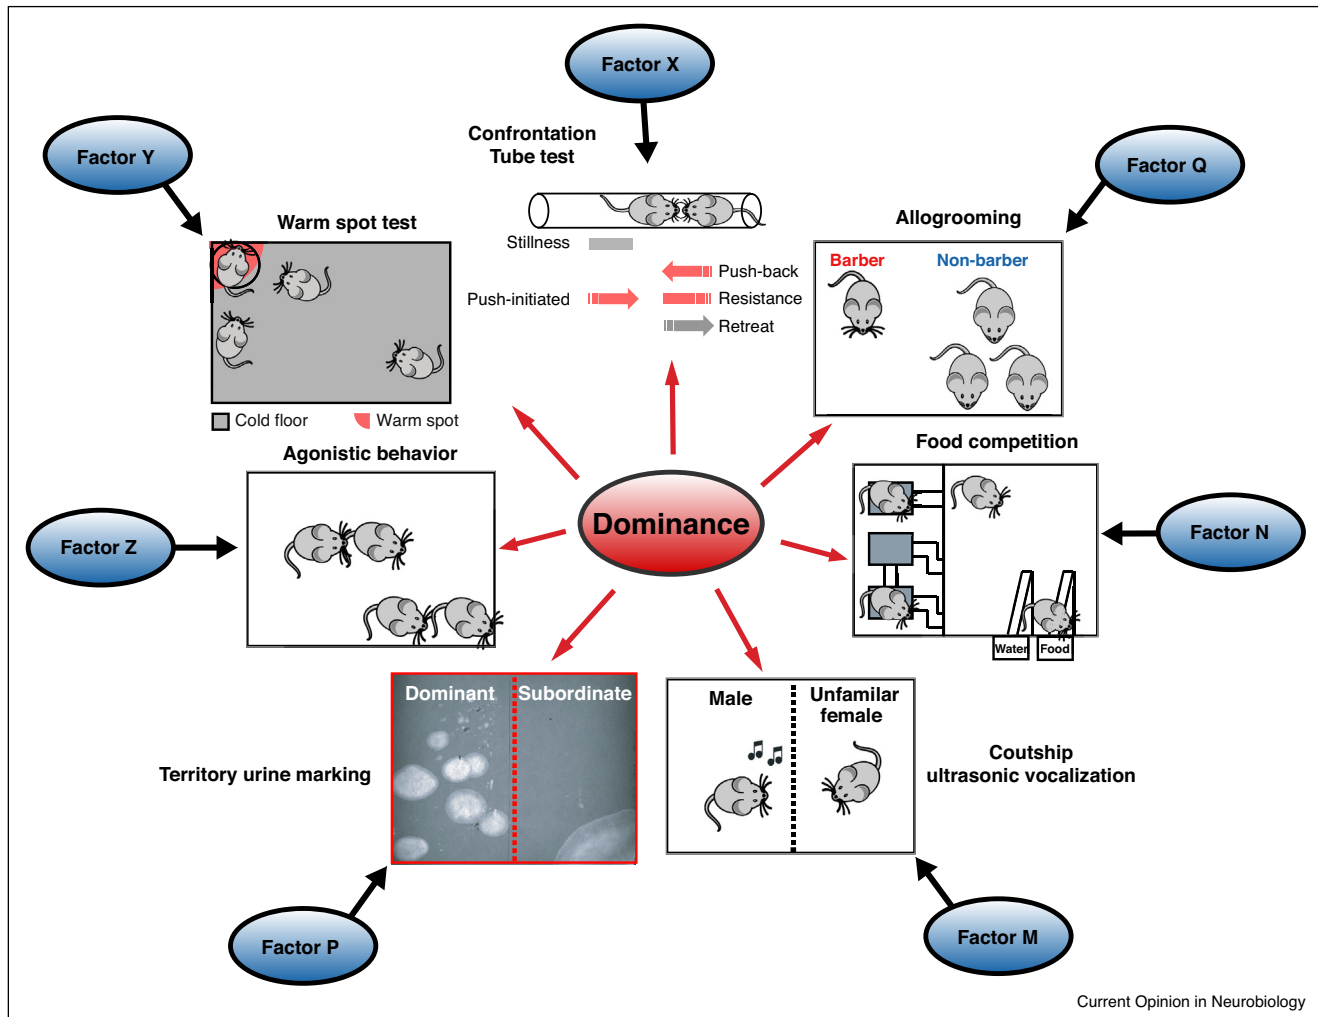 Factor X
Confrontation
Tube test
Factor Y
Factor Q
Warm spot test
Allogrooming
Stillness
Push-back
Push-initiated
Resistance
Retreat
Barber
Non-barber
Cold floor
Warm spot
Agonistic behavior
Food competition
Dominance
Factor Z
Factor N
Water
Food
Dominant
Subordinate
Male
Unfamilar
female
Territory urine marking
Coutship
ultrasonic vocalization
Factor P
Factor M
Current Opinion in Neurobiology